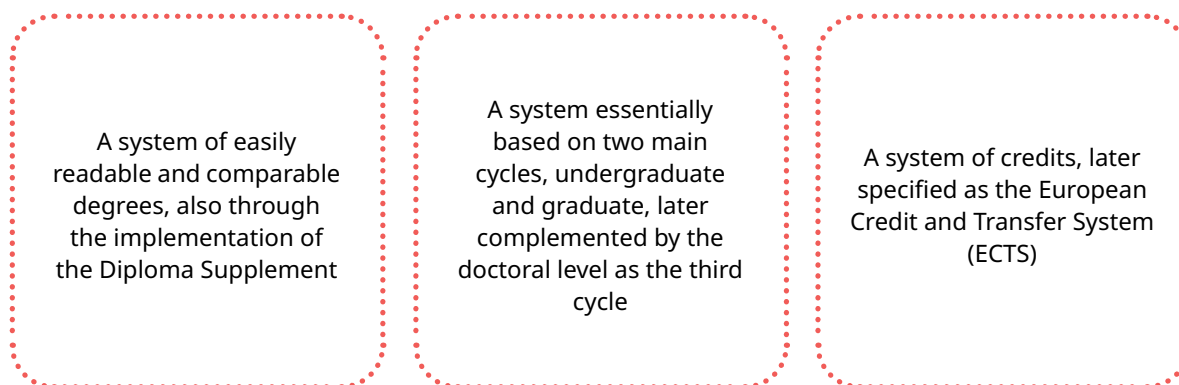 A system of easily
readable and comparable
degrees, also through
the implementation of
the Diploma Supplement
A system essentially
based on two main
cycles, undergraduate
and graduate, later
complemented by the
doctoral level as the third
cycle
A system of credits, later
specified as the European
Credit and Transfer System
(ECTS)